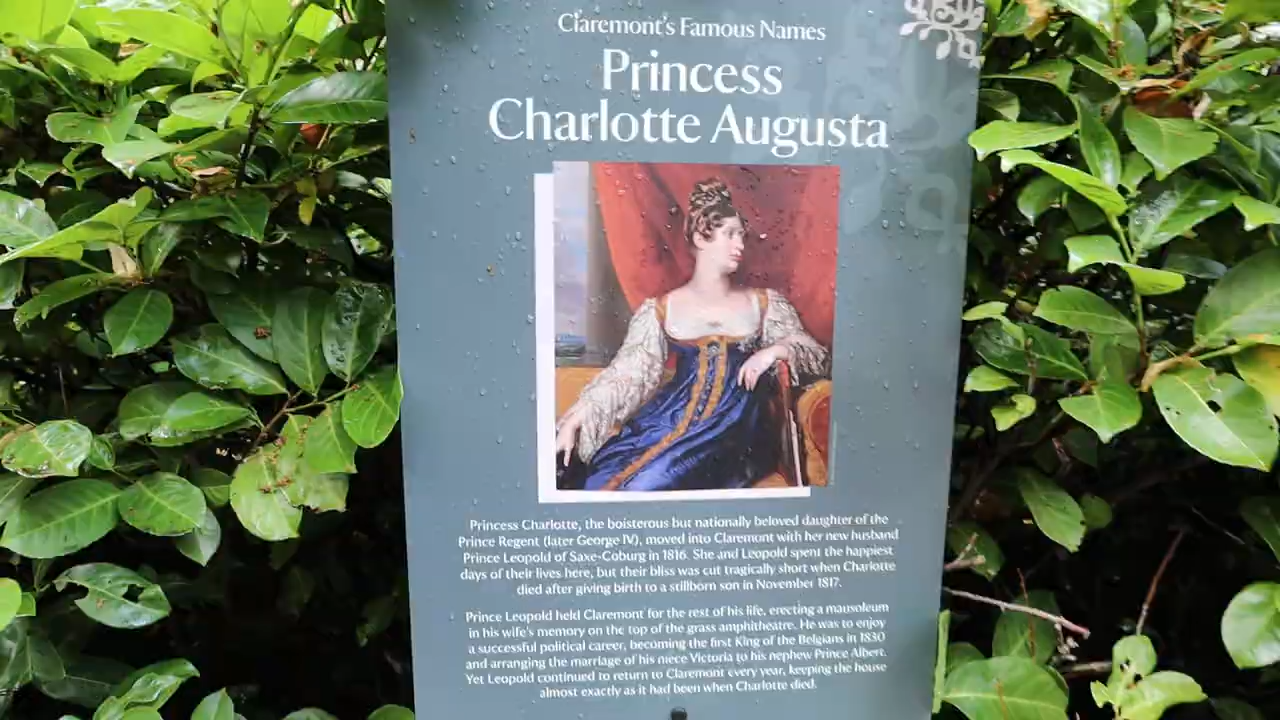 Claremont's Famous Names
Princess
Charlotte Augusta
Princess Charlotte, the boisterous but nationally beloved daughter of the
Prince Regent (later George IV), moved into Claremont with her new husband
Prince Leopold of Saxe-Coburg in 1816. She and Leopold spent the happiest
days of their lives here, but their bliss was cut tragically short when Charlotte
died after giving birth to a stillborn son in November 1817.
Prince Leopold held Claremont for the rest of his life, erecting a mausoleum
in his wife's memory on the top of the grass amphitheatre. He was to enjoy
a successful political career, becoming the first King of the Belgians in 1830
and arranging the marriage of his niece Victoria to his nephew Prince Albert.
Yet Leopold continued to return to Claremont every year, keeping the house
almost exactly as it had been when Charlotte died.